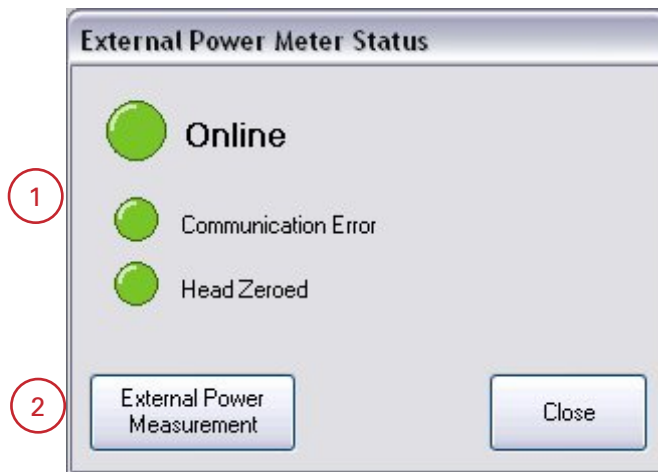 External Power Meter Status
Online
1
Communication Error
Head Zeroed
2
External Power
Measurement
Close